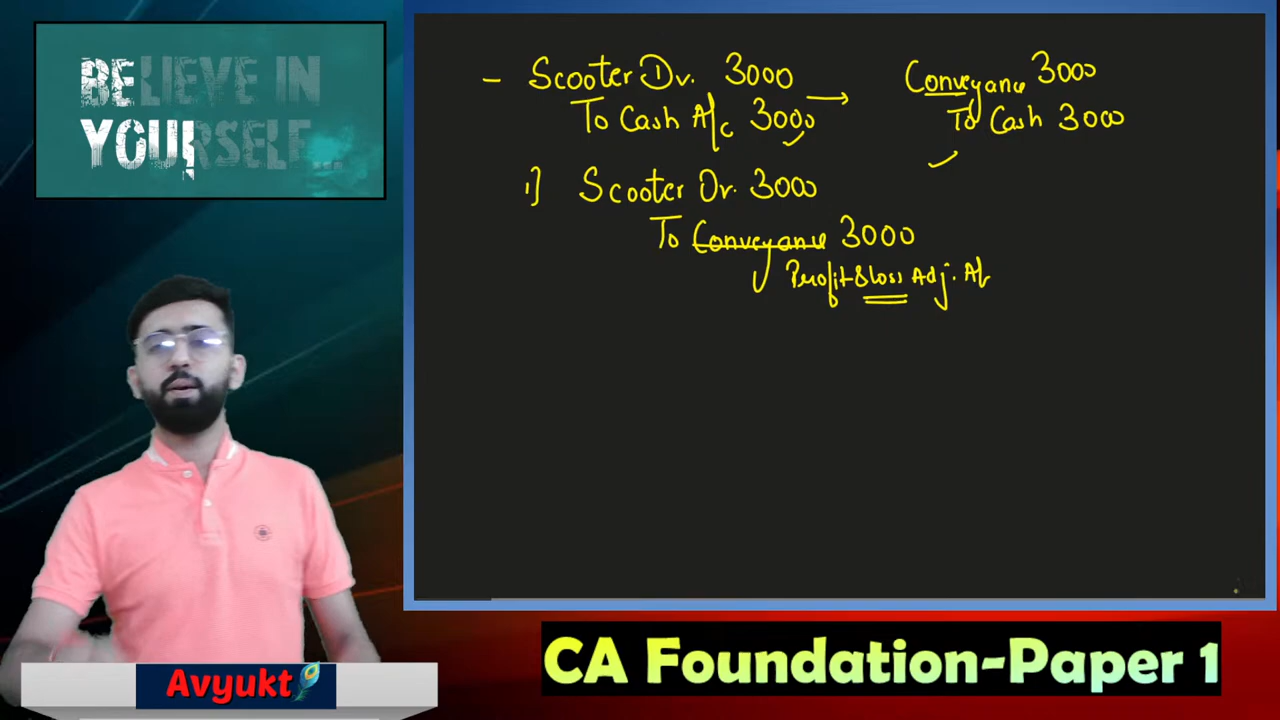 BELIEVE IN
YOURSELF...
– Scooter Dr. 3000 → Conveyance 3000
To Cash A/c 3000 To Cash 3000
1) Scooter Dr. 3000
To Conveyance 3000
Profit & Loss Adj. A/c
Avyukt
CA Foundation-Paper 1